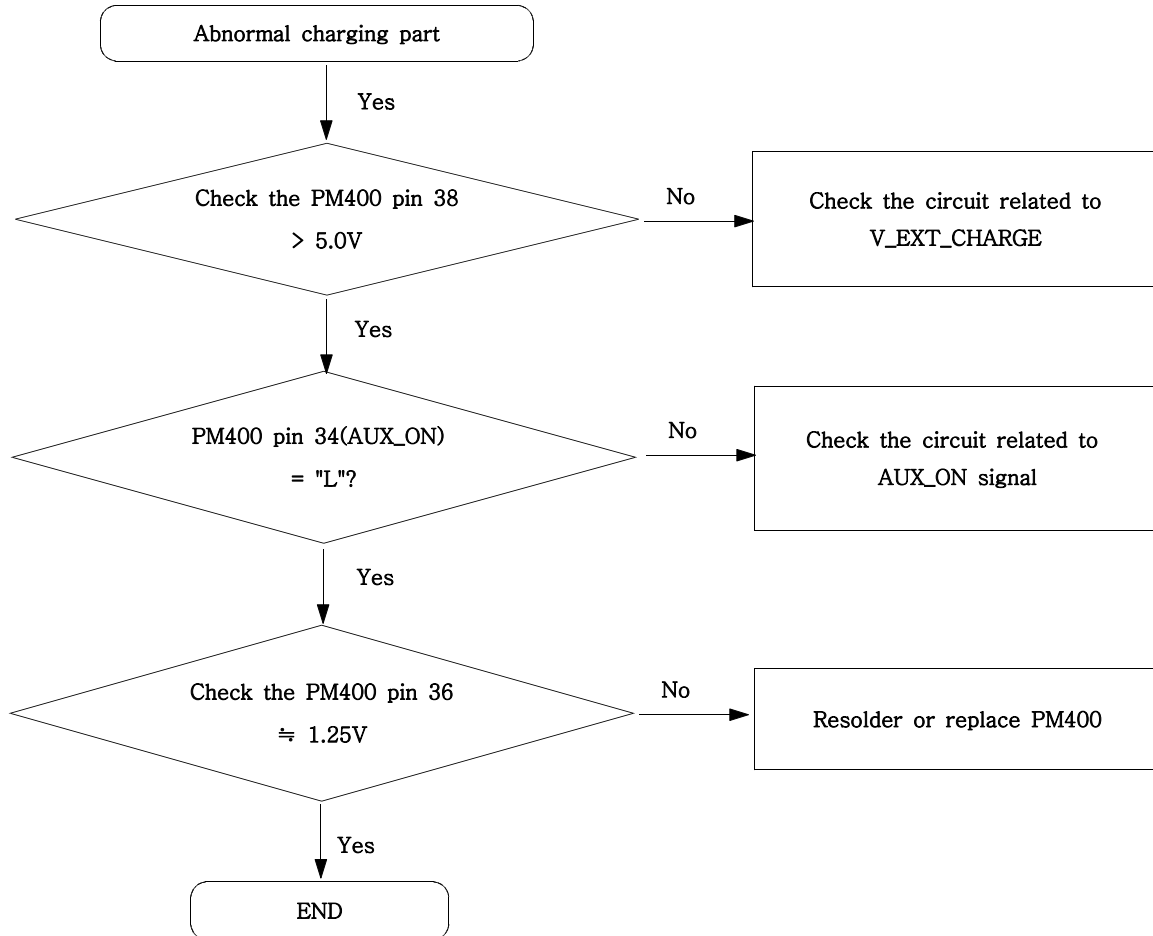 Abnormal charging part
Yes
Check the PM400 pin 38
> 5.0V
No
Check the circuit related to
V_EXT_CHARGE
Yes
PM400 pin 34(AUX_ON)
= "L"?
No
Check the circuit related to
AUX_ON signal
Yes
Check the PM400 pin 36
≒ 1.25V
No
Resolder or replace PM400
Yes
END